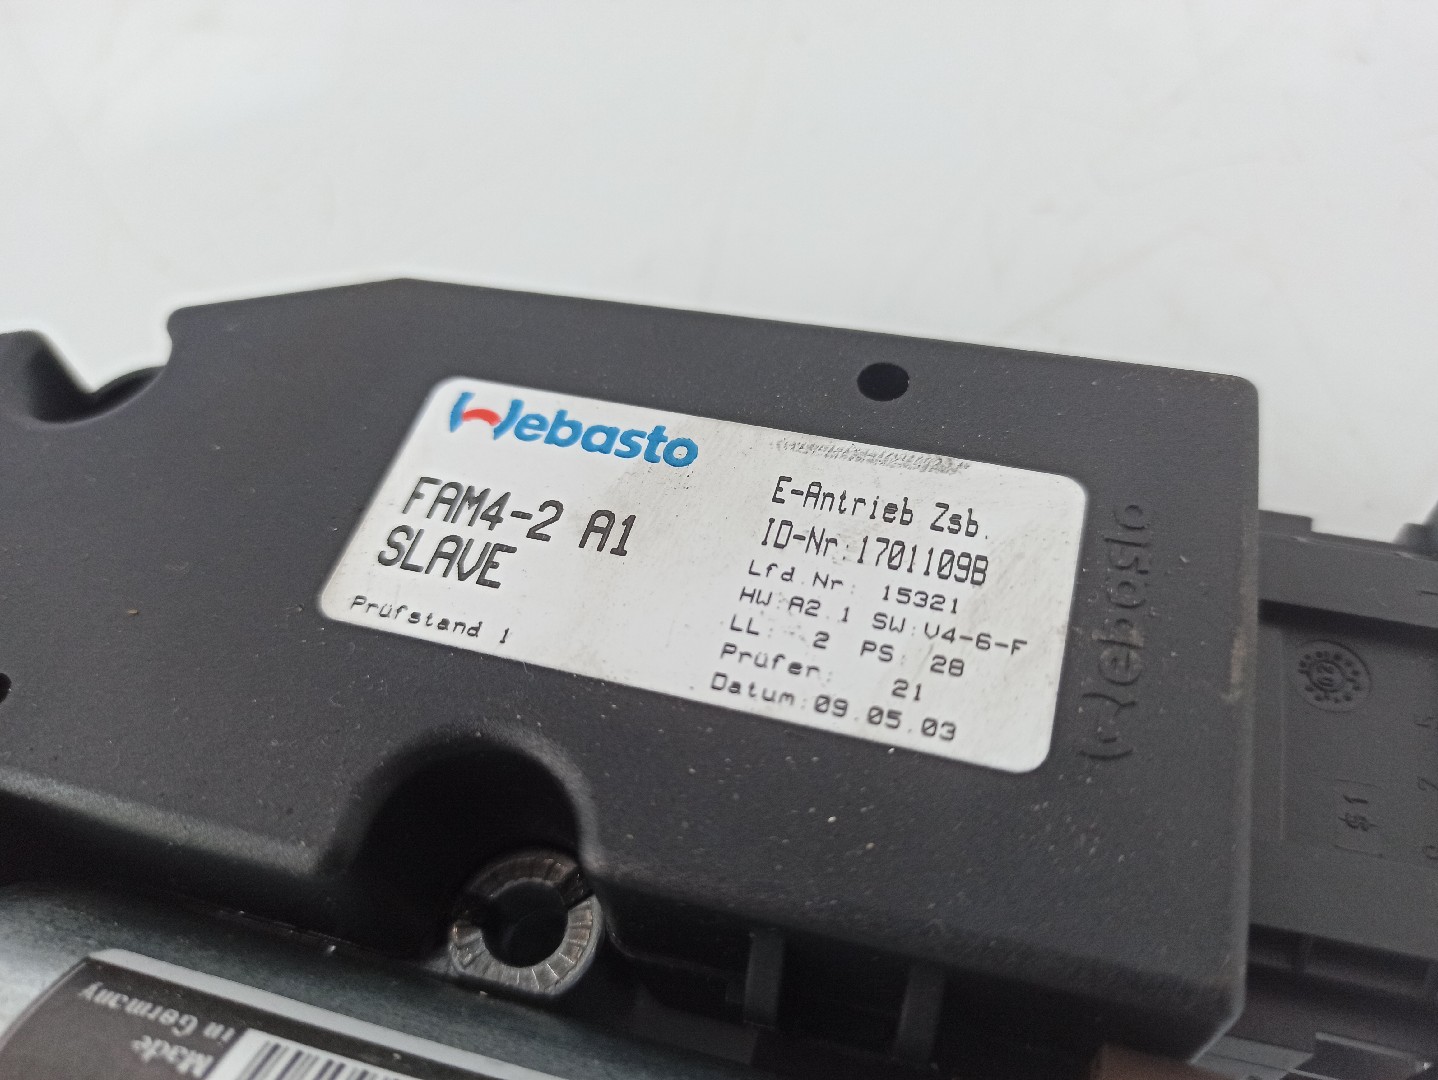 Webasto
FAM4-2 A1
SLAVE
Prüfstand 1
E-Antrieb Zsb.
ID-Nr:1701109B
Lfd.Nr: 15321
HW:A2.1 SW:V4-6-F
LL: 2 PS: 28
Prüfer: 21
Datum:09.05.03
Webasto
Made
in Germany